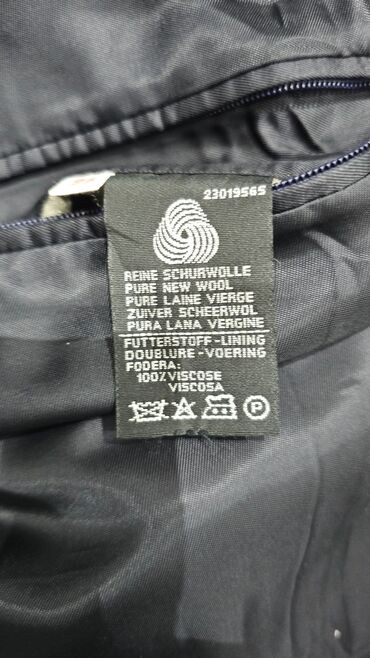 23019565
REINE SCHURWOLLE
PURE NEW WOOL
PURE LAINE VIERGE
ZUIVER SCHEERWOL
PURA LANA VERGINE
FUTTERSTOFF-LINING
DOUBLURE-VOERING
FODERA:
100% VISCOSE
VISCOSA
P